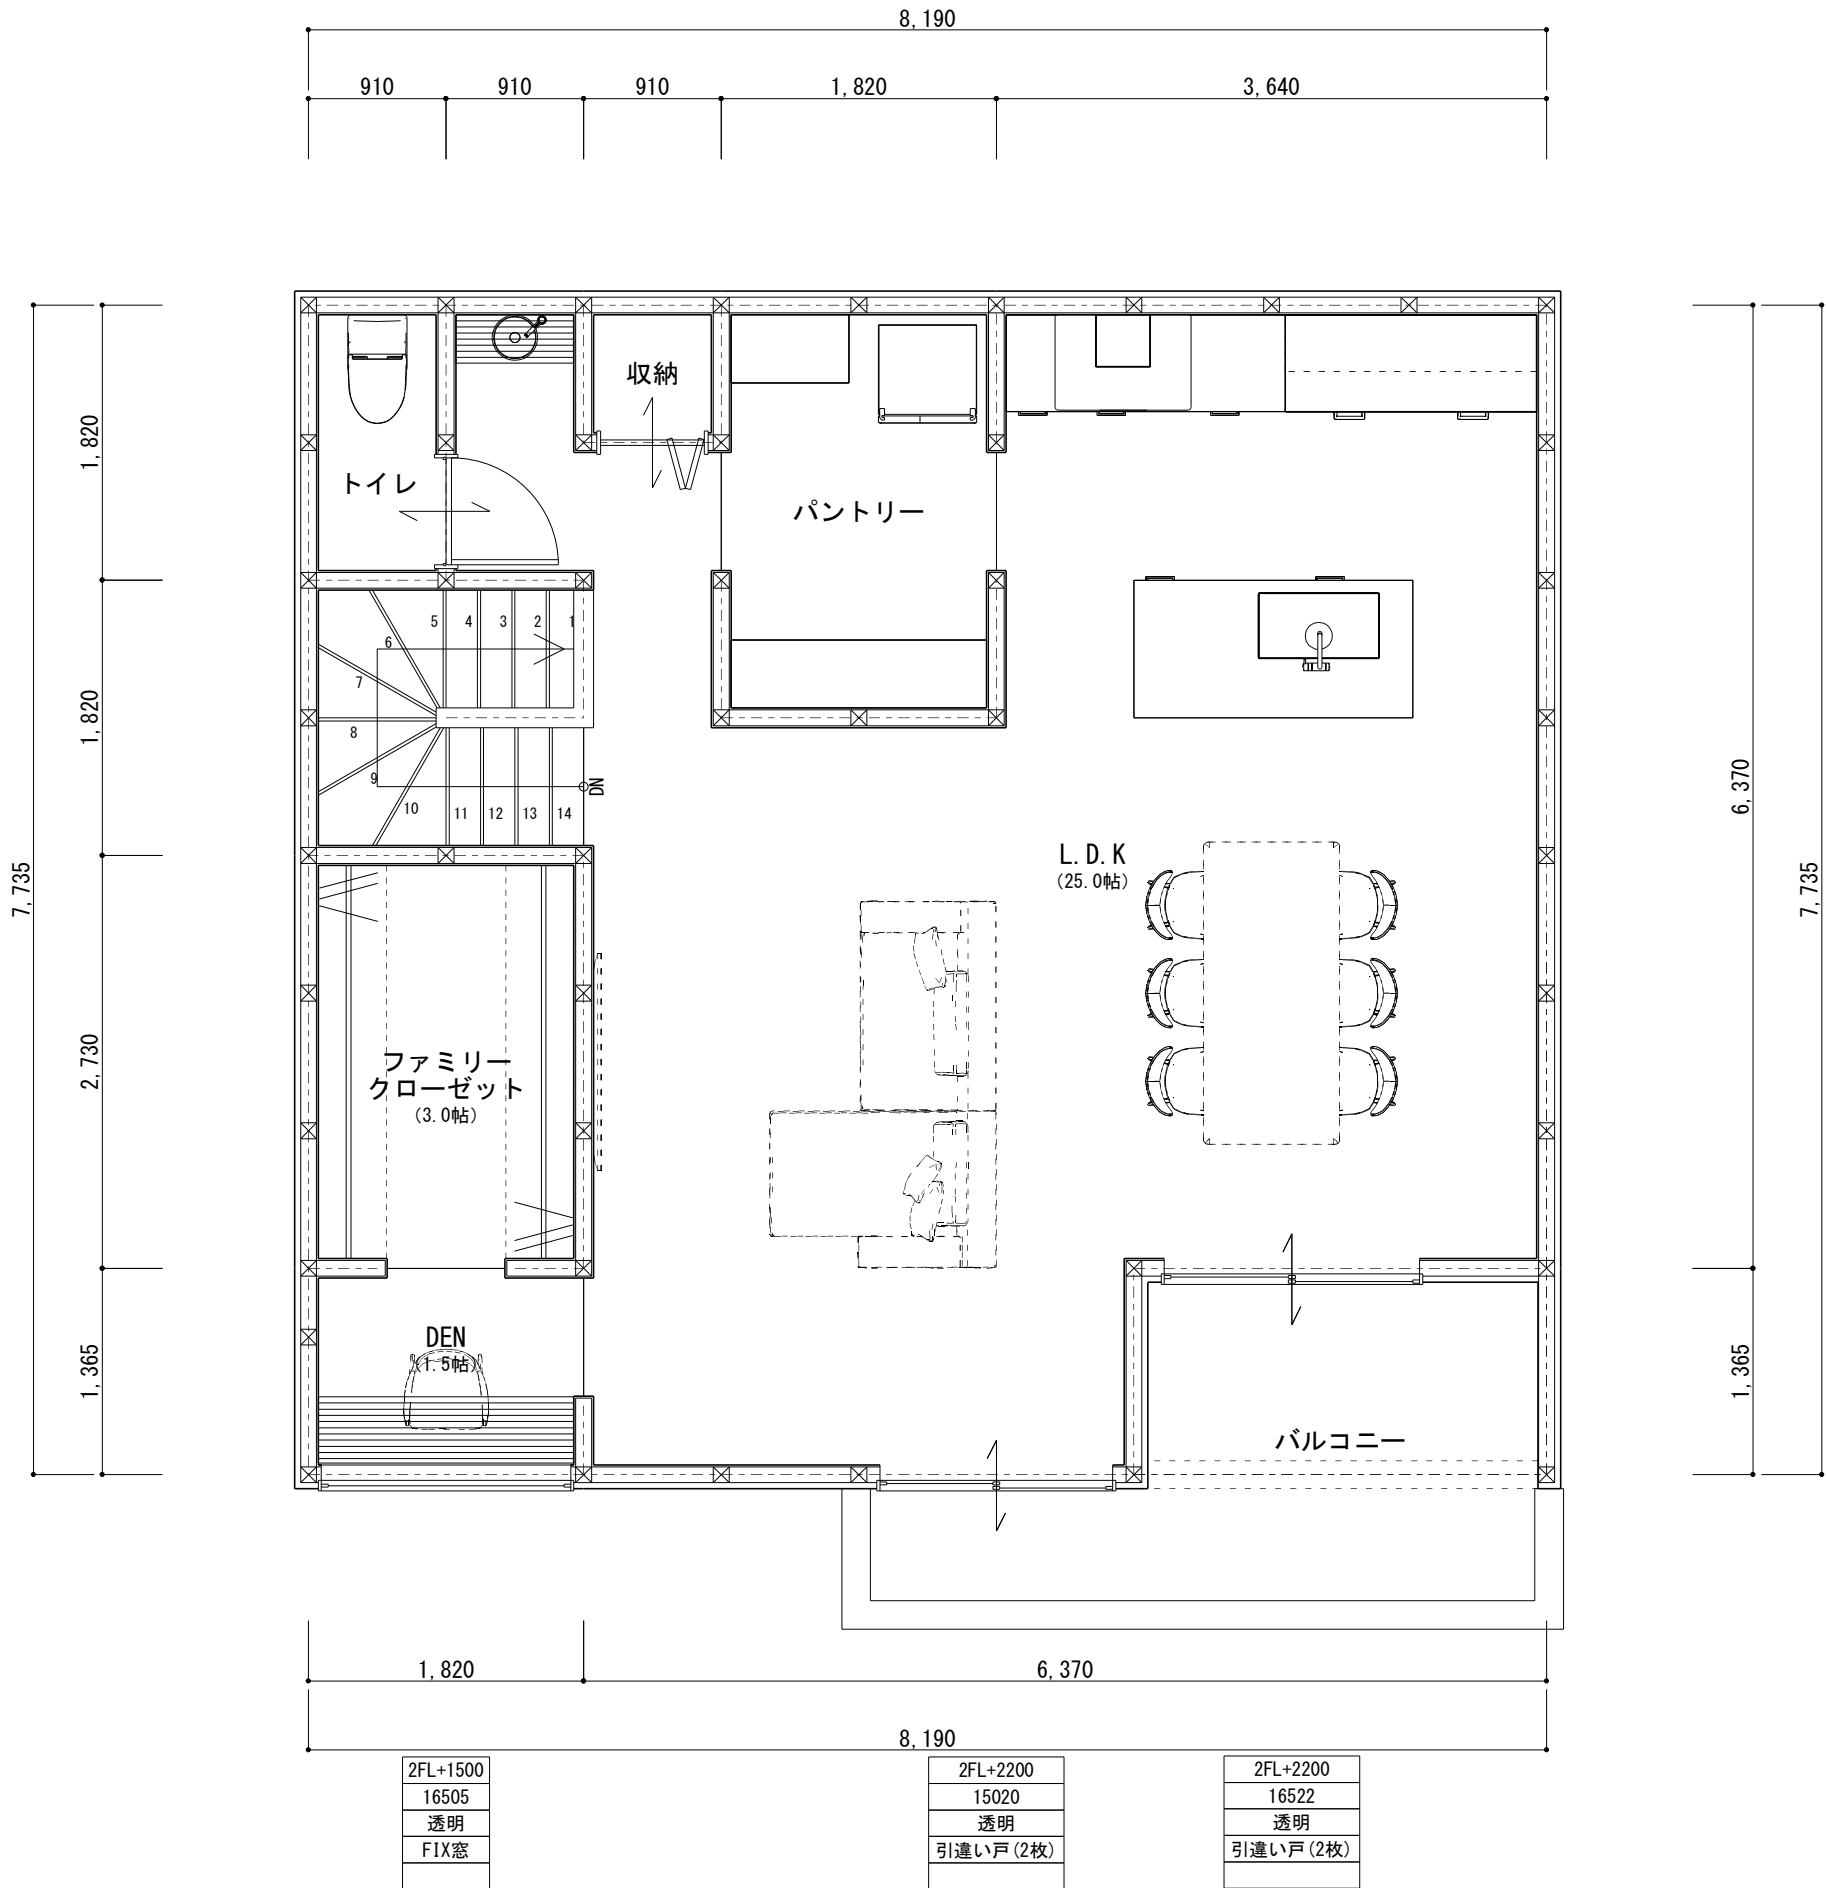 8,190
910
910
910
1,820
3,640
収納
トイレ
パントリー
1,820
5
4
3
2
1
6
7
8
9
10
11
12
13
14
DN
1,820
6,370
L.D.K
(25.0帖)
7,735
7,735
2,730
ファミリー
クローゼット
(3.0帖)
DEN
(1.5帖)
1,365
1,365
バルコニー
1,820
6,370
8,190
2FL+1500
16505
透明
FIX窓
2FL+2200
15020
透明
引違い戸(2枚)
2FL+2200
16522
透明
引違い戸(2枚)